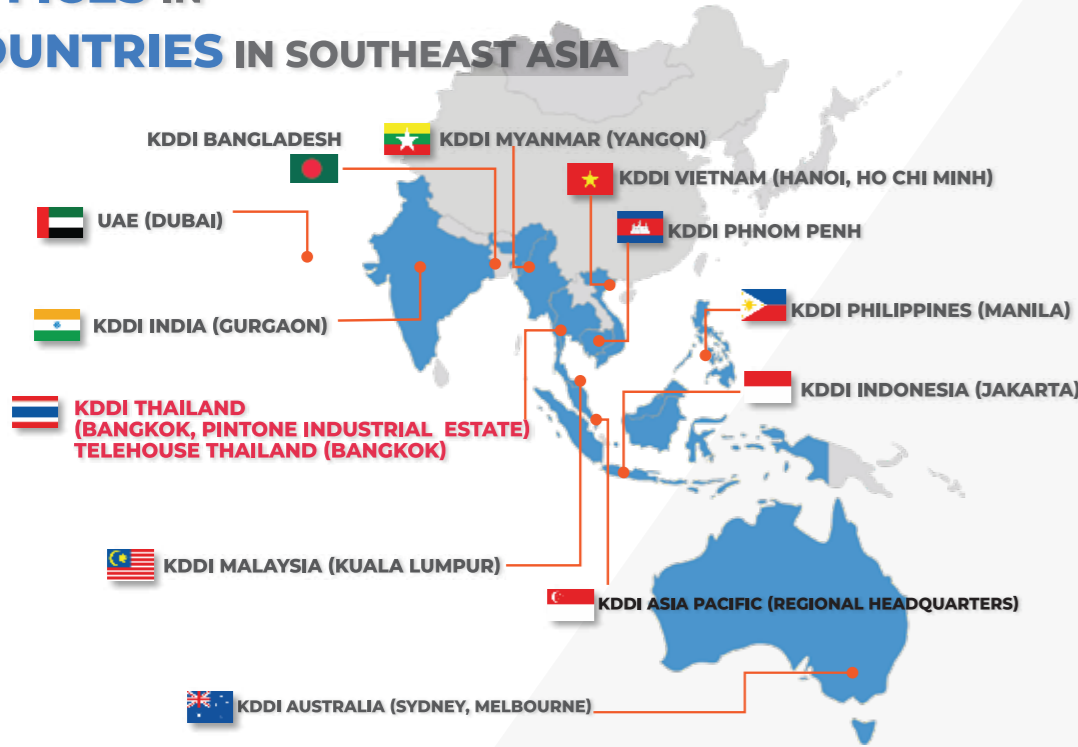 IN
COUNTRIES IN SOUTHEAST ASIA
KDDI BANGLADESH
KDDI MYANMAR (YANGON)
KDDI VIETNAM (HANOI, HO CHI MINH)
UAE (DUBAI)
KDDI PHNOM PENH
KDDI INDIA (GURGAON)
KDDI PHILIPPINES (MANILA)
KDDI INDONESIA (JAKARTA)
KDDI THAILAND
(BANGKOK, PINTONE INDUSTRIAL ESTATE)
TELEHOUSE THAILAND (BANGKOK)
KDDI MALAYSIA (KUALA LUMPUR)
KDDI ASIA PACIFIC (REGIONAL HEADQUARTERS)
KDDI AUSTRALIA (SYDNEY, MELBOURNE)